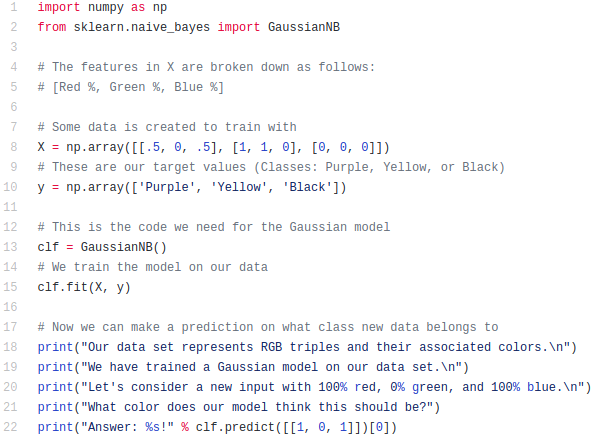 1 import numpy as np
2 from sklearn.naive_bayes import GaussianNB
3
4 # The features in X are broken down as follows:
5 # [Red %, Green %, Blue %]
6
7 # Some data is created to train with
8 X = np.array([[.5, 0, .5], [1, 1, 0], [0, 0, 0]])
9 # These are our target values (Classes: Purple, Yellow, or Black)
10 y = np.array(['Purple', 'Yellow', 'Black'])
11
12 # This is the code we need for the Gaussian model
13 clf = GaussianNB()
14 # We train the model on our data
15 clf.fit(X, y)
16
17 # Now we can make a prediction on what class new data belongs to
18 print("Our data set represents RGB triples and their associated colors.\n")
19 print("We have trained a Gaussian model on our data set.\n")
20 print("Let's consider a new input with 100% red, 0% green, and 100% blue.\n")
21 print("What color does our model think this should be?")
22 print("Answer: %s!" % clf.predict([[1, 0, 1]])[0])